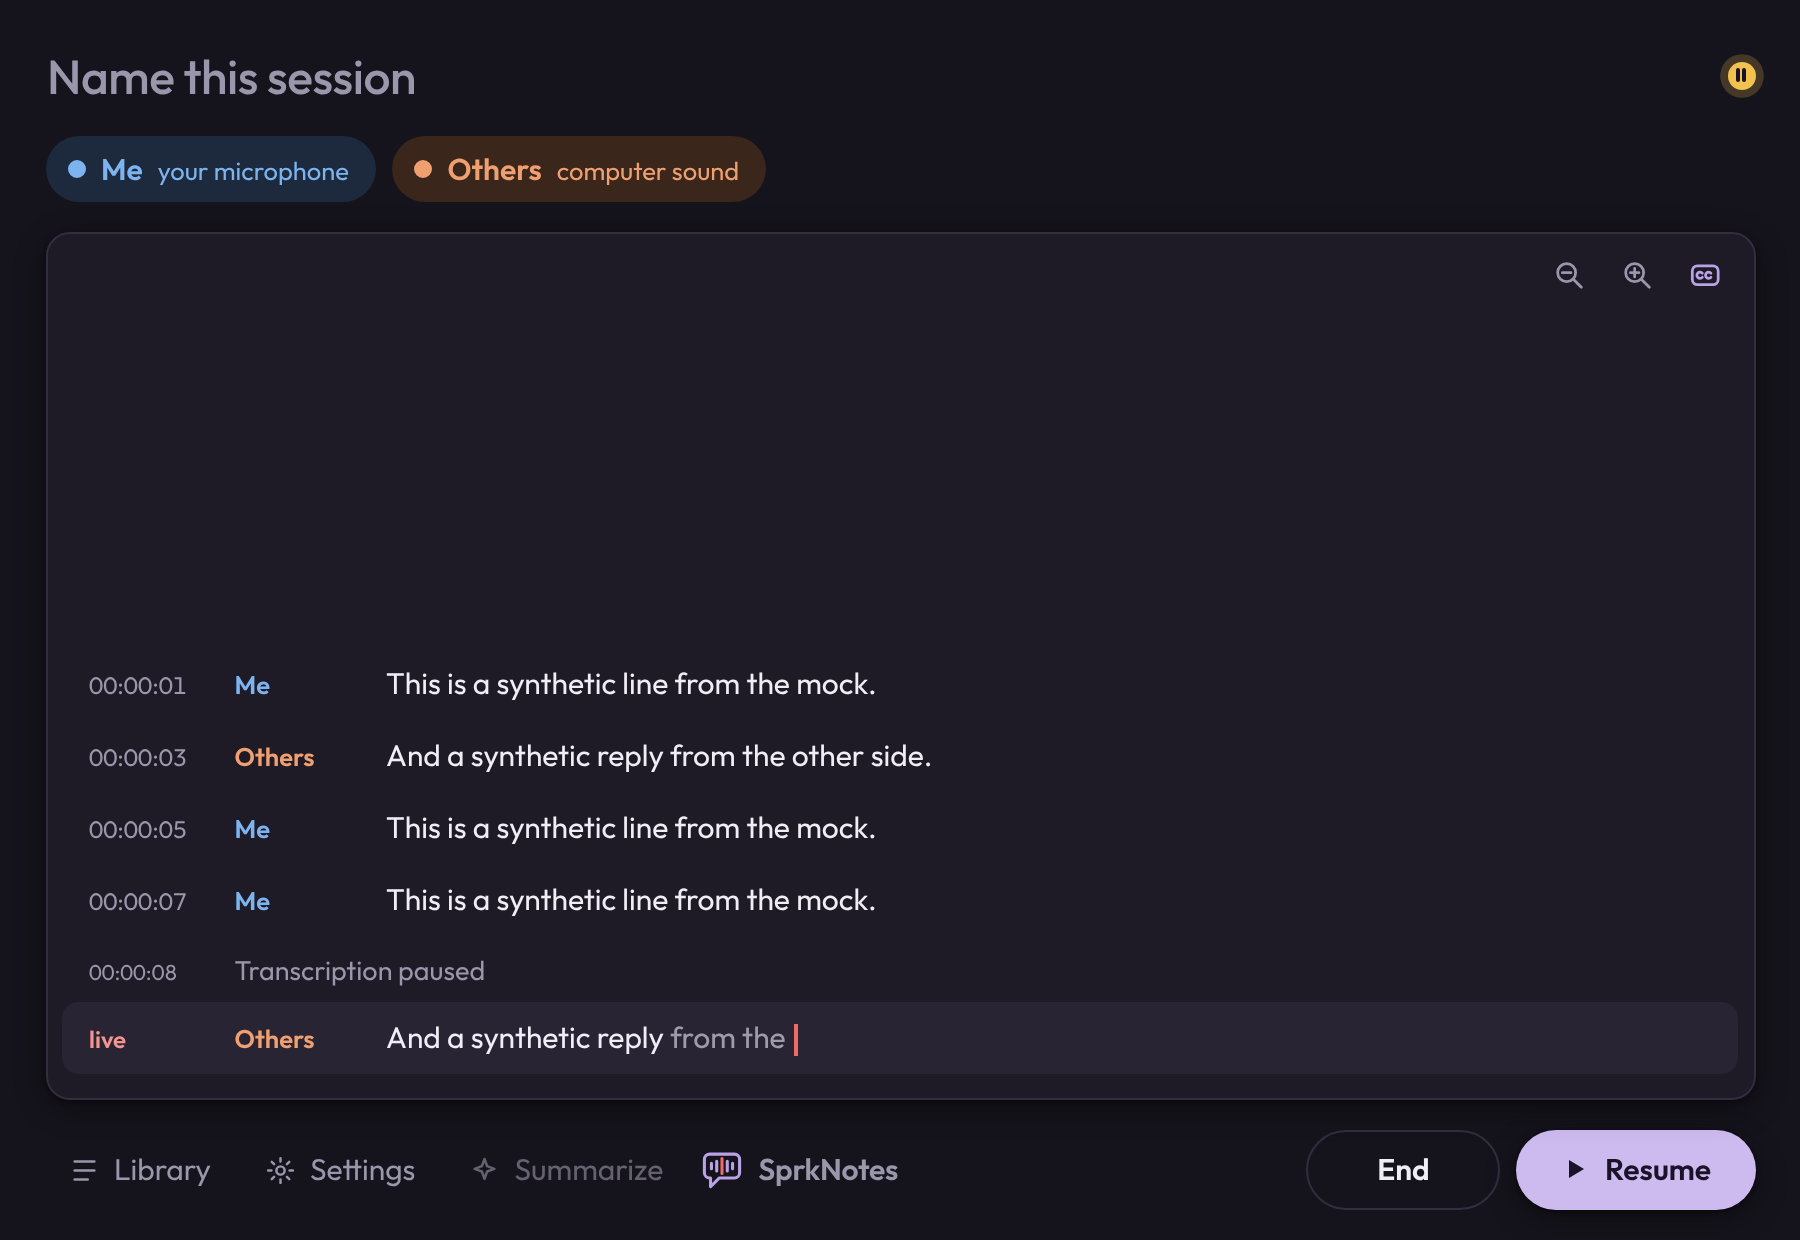 Name this session
Me your microphone Others computer sound
CC
00:00:01 Me This is a synthetic line from the mock.
00:00:03 Others And a synthetic reply from the other side.
00:00:05 Me This is a synthetic line from the mock.
00:00:07 Me This is a synthetic line from the mock.
00:00:08 Transcription paused
live Others And a synthetic reply from the
Library Settings Summarize SprkNotes End Resume